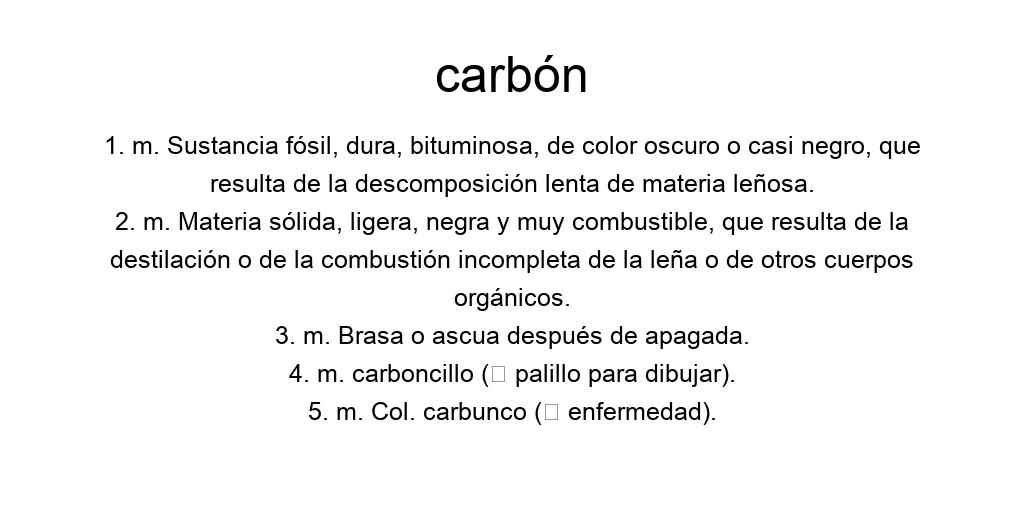 carbón
1. m. Sustancia fósil, dura, bituminosa, de color oscuro o casi negro, que
resulta de la descomposición lenta de materia leñosa.
2. m. Materia sólida, ligera, negra y muy combustible, que resulta de la
destilación o de la combustión incompleta de la leña o de otros cuerpos
orgánicos.
3. m. Brasa o ascua después de apagada.
4. m. carboncillo (□ palillo para dibujar).
5. m. Col. carbunco (□ enfermedad).